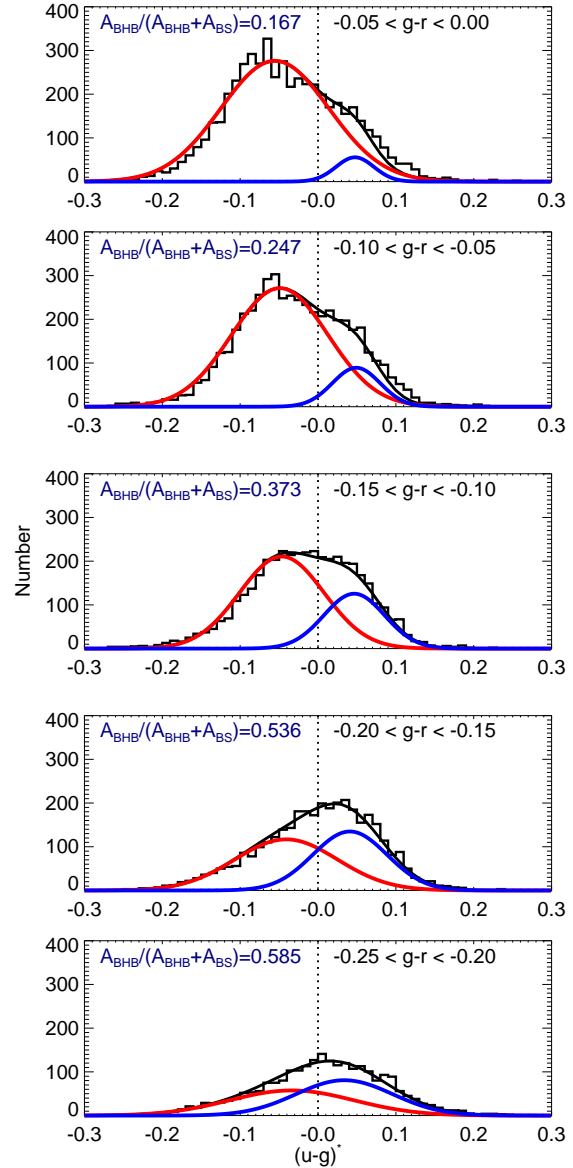 A_BHB/(A_BHB+A_BS)=0.167 -0.05 < g-r < 0.00
400
300
200
100
0
-0.3 -0.2 -0.1 -0.0 0.1 0.2 0.3
A_BHB/(A_BHB+A_BS)=0.247 -0.10 < g-r < -0.05
400
300
200
100
0
-0.3 -0.2 -0.1 -0.0 0.1 0.2 0.3
A_BHB/(A_BHB+A_BS)=0.373 -0.15 < g-r < -0.10
400
300
200
100
0
Number
-0.3 -0.2 -0.1 -0.0 0.1 0.2 0.3
A_BHB/(A_BHB+A_BS)=0.536 -0.20 < g-r < -0.15
400
300
200
100
0
-0.3 -0.2 -0.1 -0.0 0.1 0.2 0.3
A_BHB/(A_BHB+A_BS)=0.585 -0.25 < g-r < -0.20
400
300
200
100
0
-0.3 -0.2 -0.1 -0.0 0.1 0.2 0.3
(u-g)*